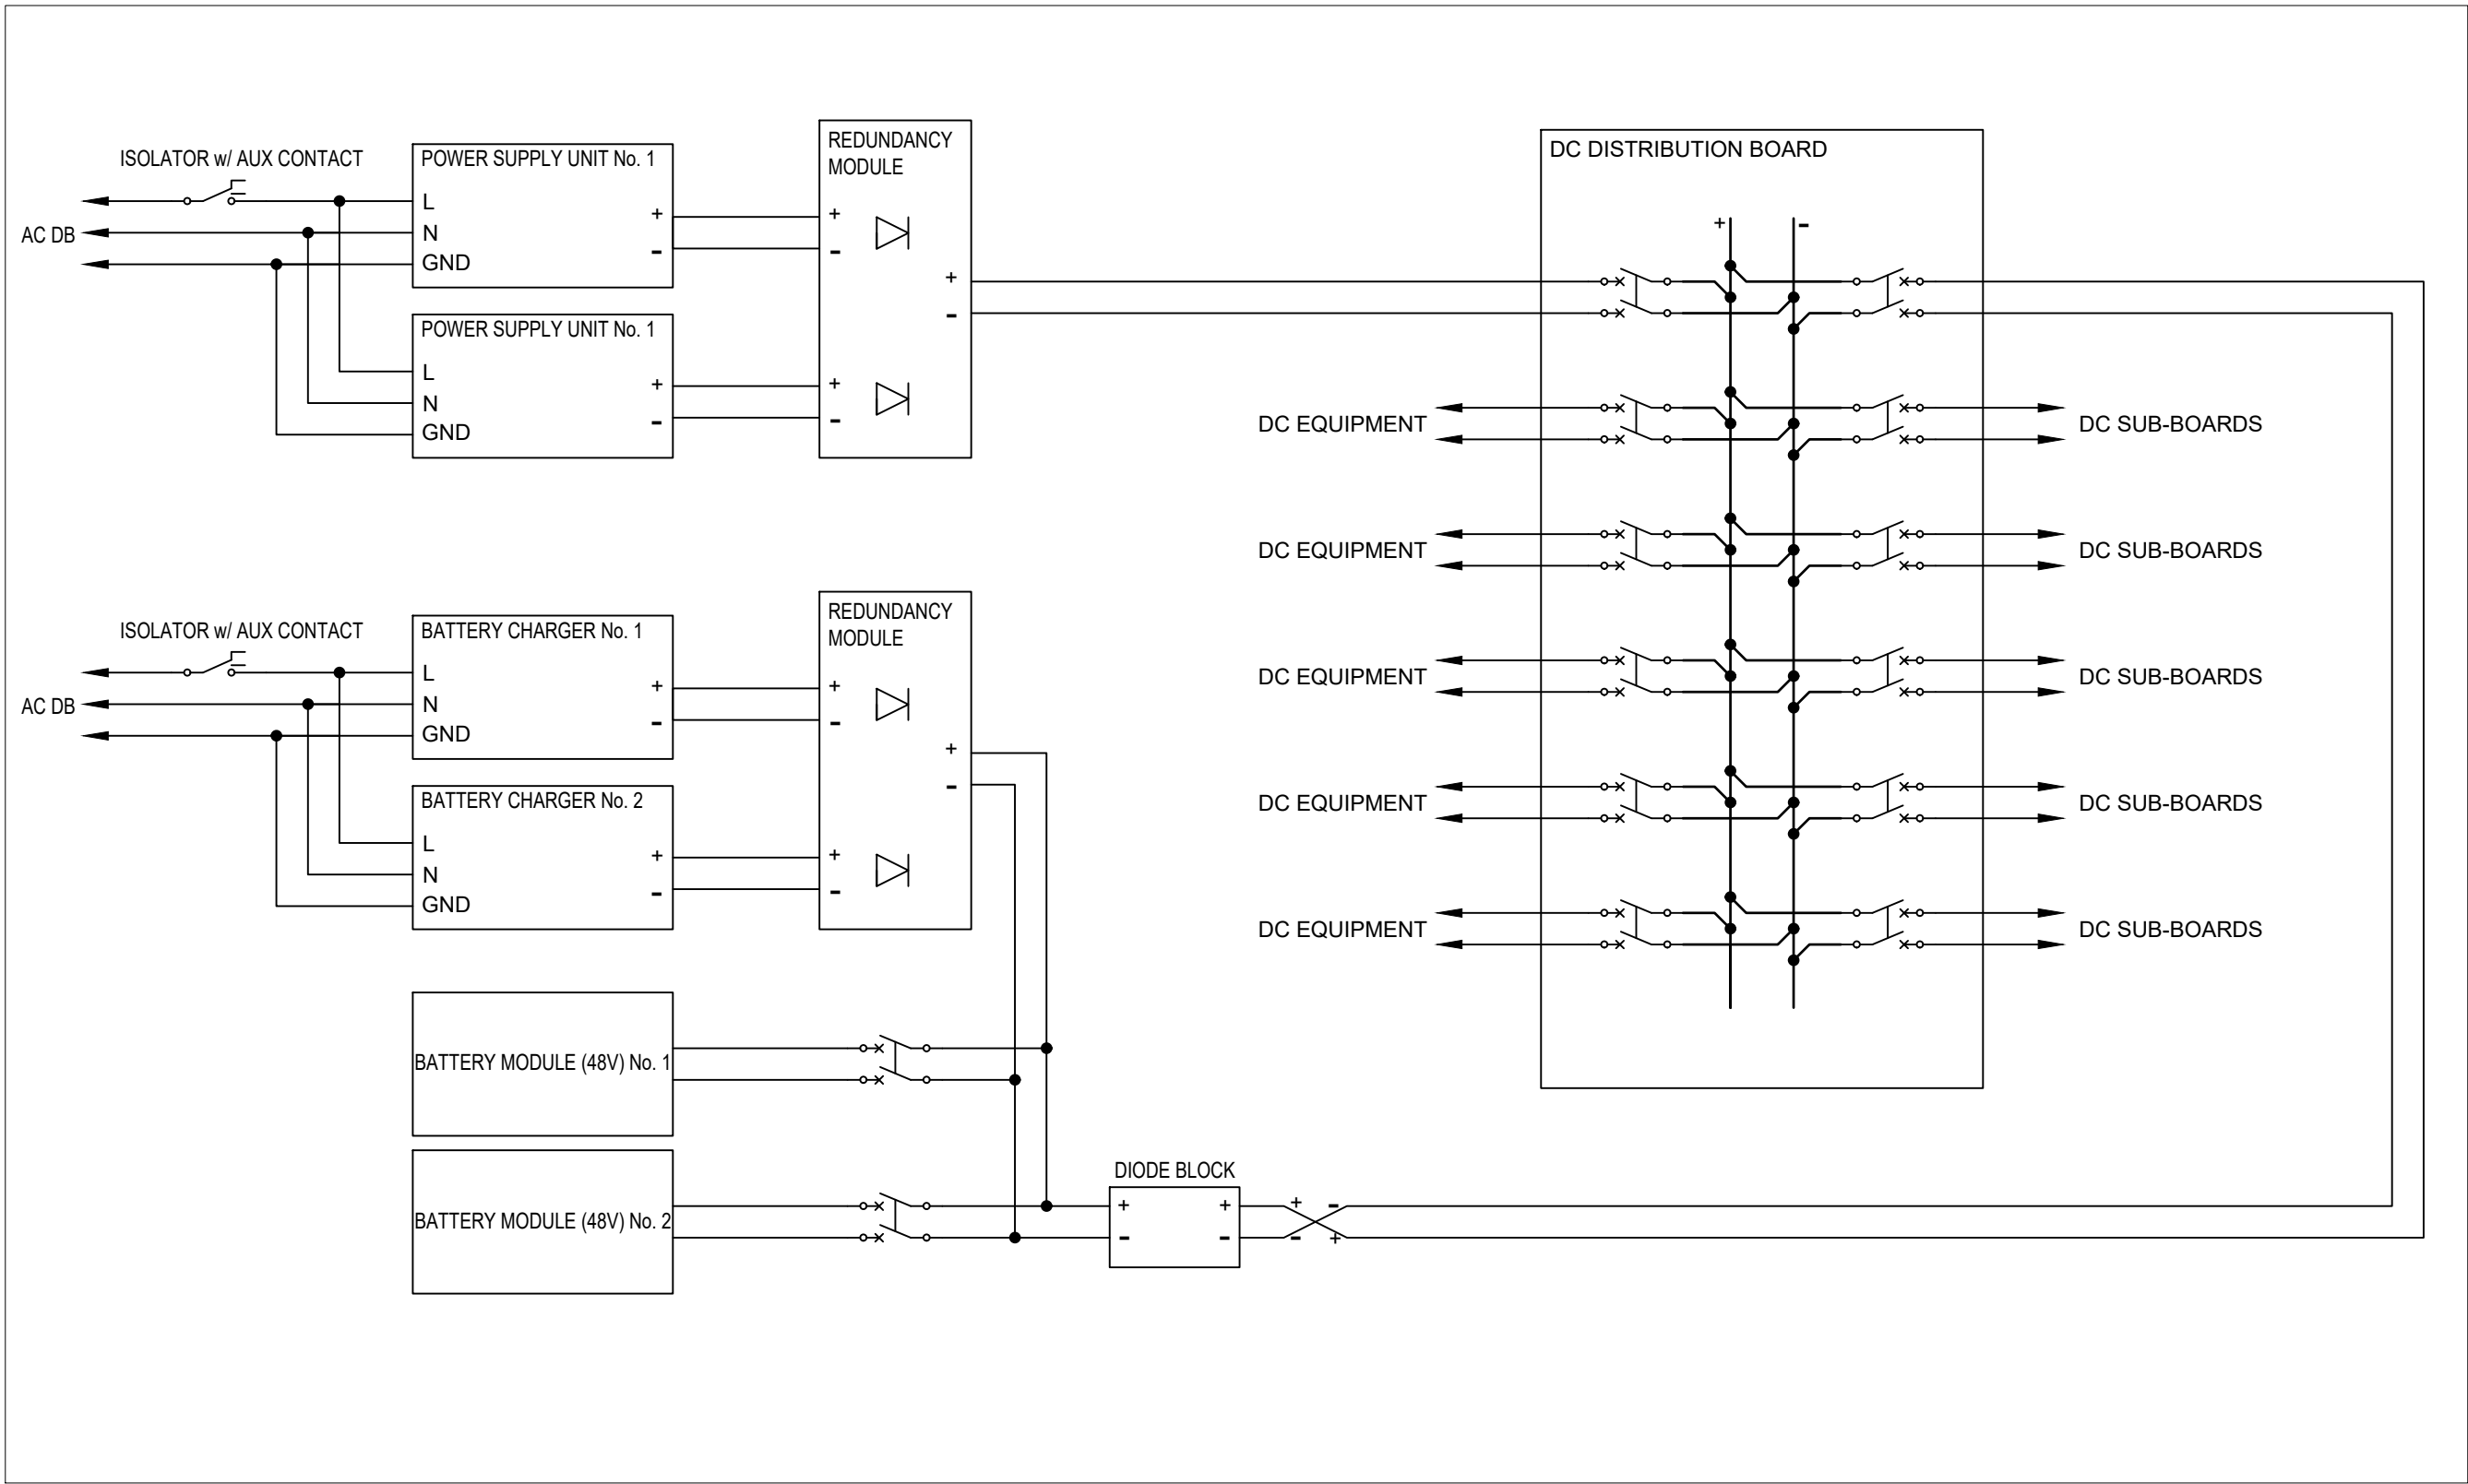 ISOLATOR w/ AUX CONTACT
AC DB
POWER SUPPLY UNIT No. 1
L
N
GND
+
-
POWER SUPPLY UNIT No. 1
L
N
GND
+
-
REDUNDANCY
MODULE
+
-
+
-
+
-
DC DISTRIBUTION BOARD
+ -
DC EQUIPMENT
DC SUB-BOARDS
DC EQUIPMENT
DC SUB-BOARDS
DC EQUIPMENT
DC SUB-BOARDS
DC EQUIPMENT
DC SUB-BOARDS
DC EQUIPMENT
DC SUB-BOARDS
ISOLATOR w/ AUX CONTACT
AC DB
BATTERY CHARGER No. 1
L
N
GND
+
-
BATTERY CHARGER No. 2
L
N
GND
+
-
REDUNDANCY
MODULE
+
-
+
-
+
-
BATTERY MODULE (48V) No. 1
BATTERY MODULE (48V) No. 2
DIODE BLOCK
+ +
- -
+ -
- +